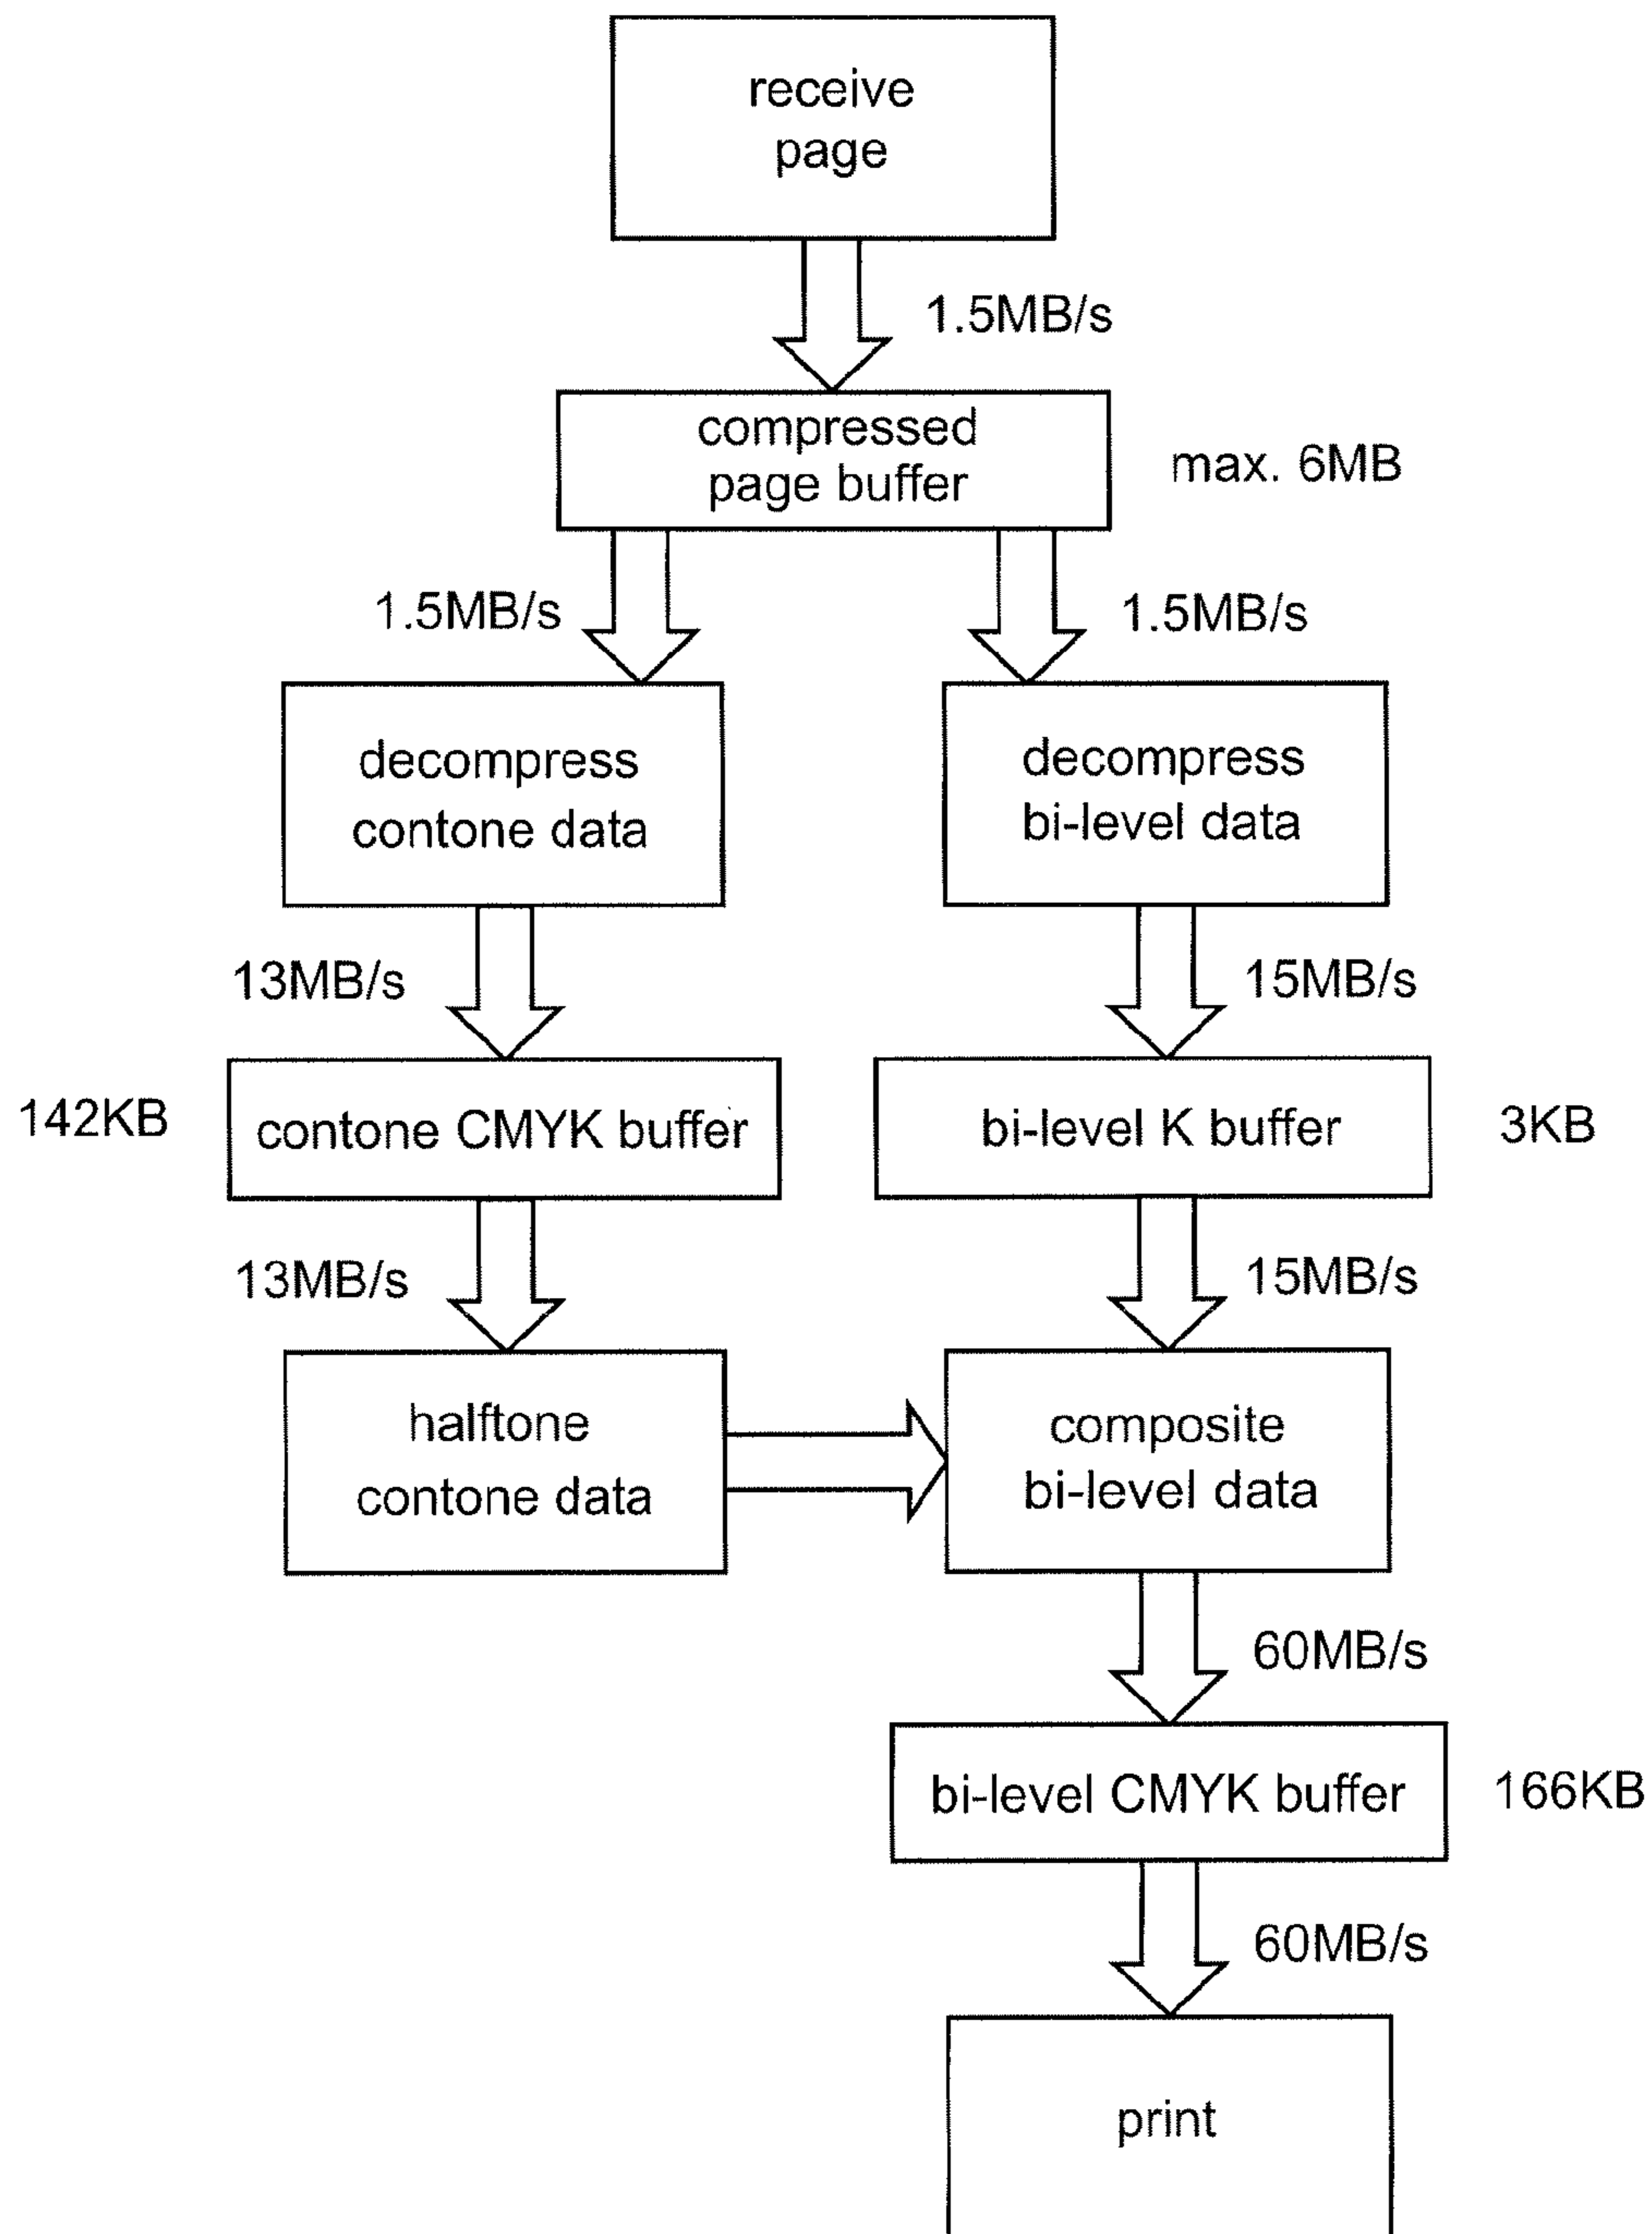 receive
page
1.5MB/s
compressed
page buffer
max. 6MB
1.5MB/s
1.5MB/s
decompress
contone data
decompress
bi-level data
13MB/s
15MB/s
142KB
contone CMYK buffer
bi-level K buffer
3KB
13MB/s
15MB/s
halftone
contone data
composite
bi-level data
60MB/s
bi-level CMYK buffer
166KB
60MB/s
print